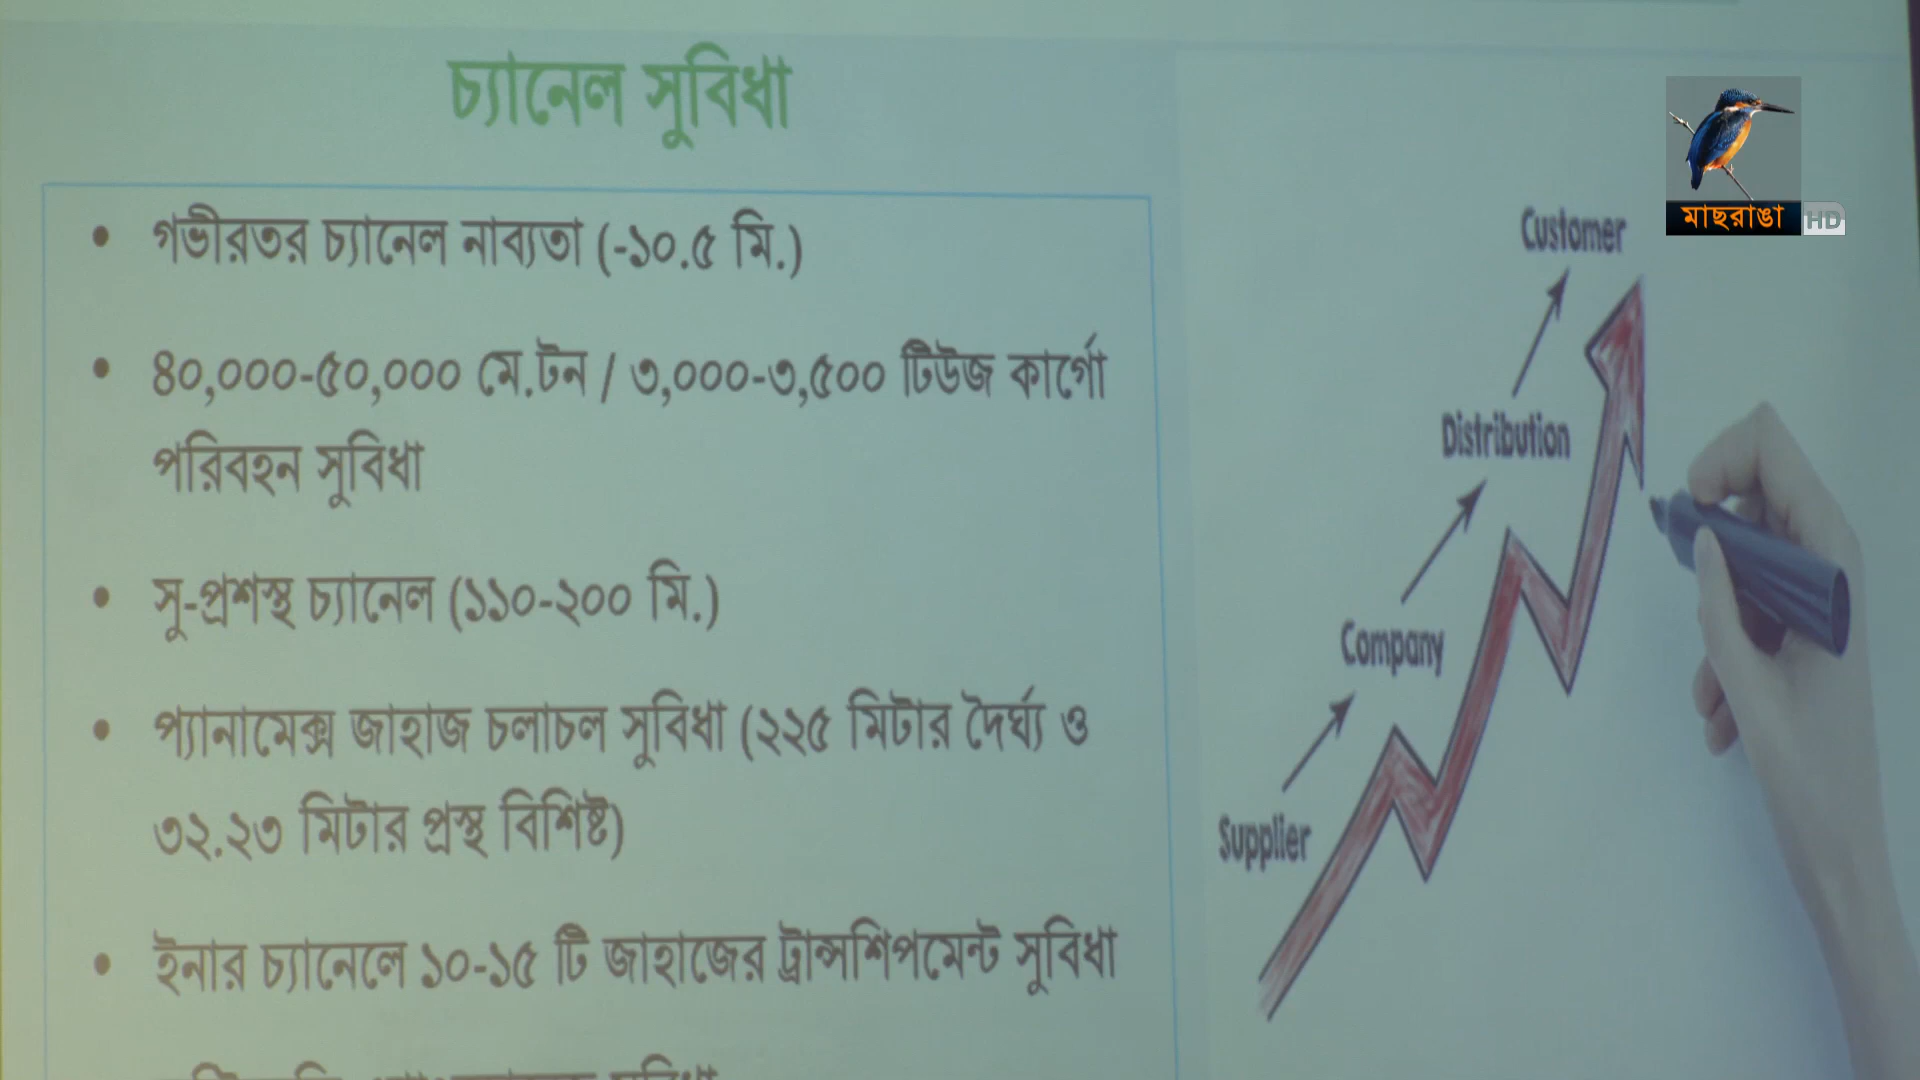 চ্যানেল সুবিধা
• গভীরতর চ্যানেল নাব্যতা (-১০.৫ মি.)
• ৪০,০০০-৫০,০০০ মে.টন / ৩,০০০-৩,৫০০ টিউজ কার্গো
পরিবহন সুবিধা
• সু-প্রশস্থ চ্যানেল (১১০-২০০ মি.)
• প্যানামেক্স জাহাজ চলাচল সুবিধা (২২৫ মিটার দৈর্ঘ্য ও
৩২.২৩ মিটার প্রস্থ বিশিষ্ট)
• ইনার চ্যানেলে ১০-১৫ টি জাহাজের ট্রান্সশিপমেন্ট সুবিধা
সুবিধা
Customer
Distribution
Company
Supplier
মাছরাঙা
HD